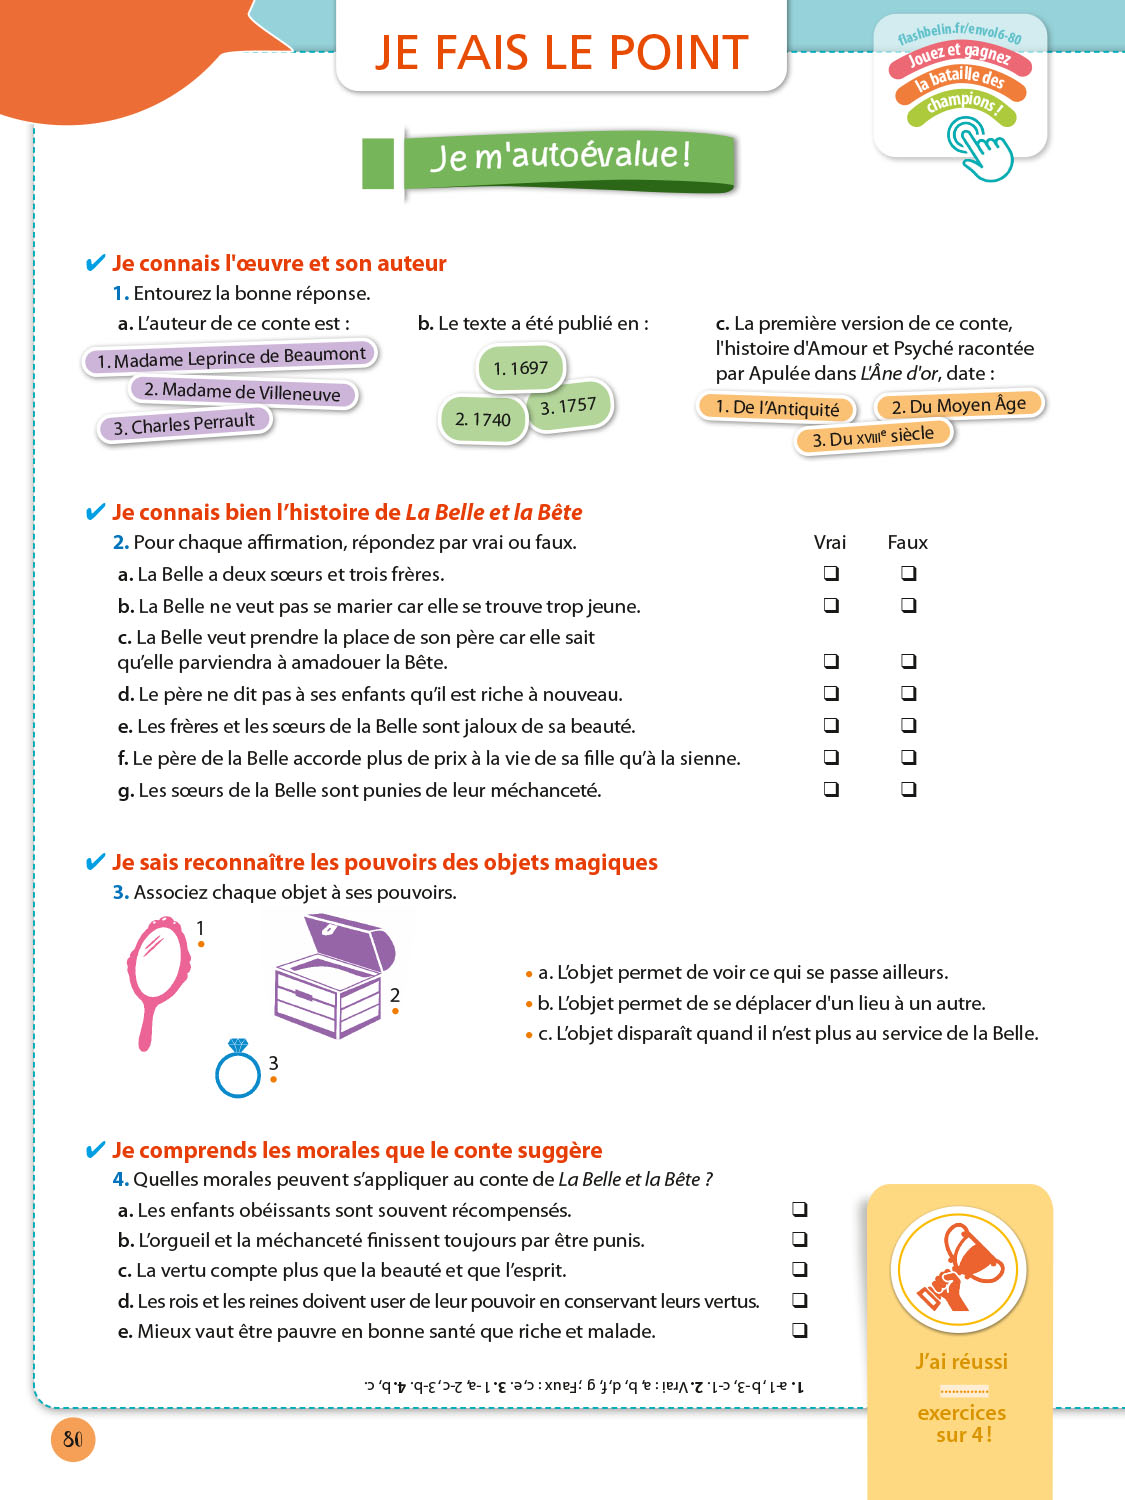 JE FAIS LE POINT
flashbelin.fr/envol6-80
Jouez et gagnez
la bataille des
champions !
Je m'autoévalue !
✔ Je connais l'œuvre et son auteur
1. Entourez la bonne réponse.
a. L'auteur de ce conte est :
1. Madame Leprince de Beaumont
2. Madame de Villeneuve
3. Charles Perrault
b. Le texte a été publié en :
1. 1697
2. 1740
3. 1757
c. La première version de ce conte,
l'histoire d'Amour et Psyché racontée
par Apulée dans L'Âne d'or, date :
1. De l'Antiquité
2. Du Moyen Âge
3. Du XVIIIe siècle
✔ Je connais bien l'histoire de La Belle et la Bête
2. Pour chaque affirmation, répondez par vrai ou faux. Vrai Faux
a. La Belle a deux sœurs et trois frères. ❏ ❏
b. La Belle ne veut pas se marier car elle se trouve trop jeune. ❏ ❏
c. La Belle veut prendre la place de son père car elle sait
qu'elle parviendra à amadouer la Bête. ❏ ❏
d. Le père ne dit pas à ses enfants qu'il est riche à nouveau. ❏ ❏
e. Les frères et les sœurs de la Belle sont jaloux de sa beauté. ❏ ❏
f. Le père de la Belle accorde plus de prix à la vie de sa fille qu'à la sienne. ❏ ❏
g. Les sœurs de la Belle sont punies de leur méchanceté. ❏ ❏
✔ Je sais reconnaître les pouvoirs des objets magiques
3. Associez chaque objet à ses pouvoirs.
1
2
3
• a. L'objet permet de voir ce qui se passe ailleurs.
• b. L'objet permet de se déplacer d'un lieu à un autre.
• c. L'objet disparaît quand il n'est plus au service de la Belle.
✔ Je comprends les morales que le conte suggère
4. Quelles morales peuvent s'appliquer au conte de La Belle et la Bête ?
a. Les enfants obéissants sont souvent récompensés. ❏
b. L'orgueil et la méchanceté finissent toujours par être punis. ❏
c. La vertu compte plus que la beauté et que l'esprit. ❏
d. Les rois et les reines doivent user de leur pouvoir en conservant leurs vertus. ❏
e. Mieux vaut être pauvre en bonne santé que riche et malade. ❏
1. a-1, b-3, c-1. 2. Vrai : a, b, d, f, g ; Faux : c, e. 3. 1-a, 2-c, 3-b. 4. b, c.
J'ai réussi
..............
exercices
sur 4 !
80